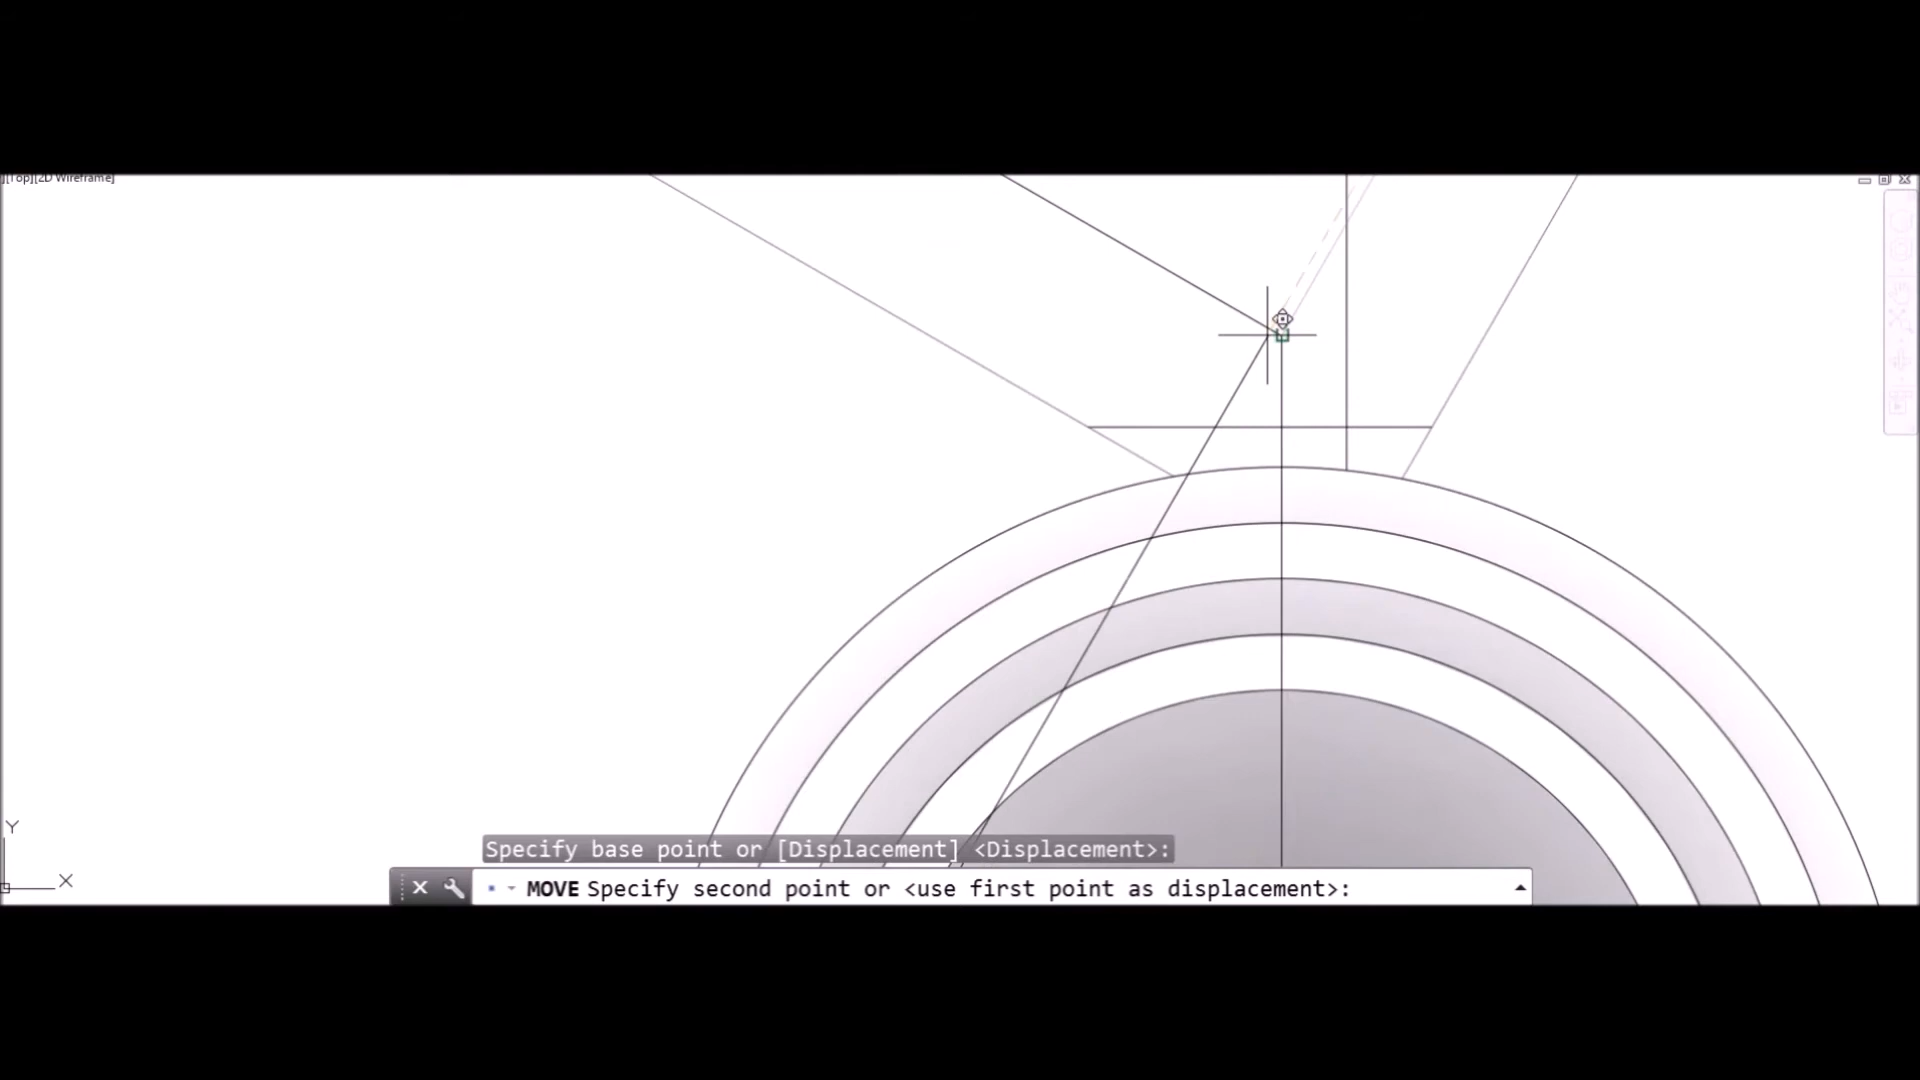 ][Top][2D Wireframe]
Y
X
Specify base point or [Displacement] <Displacement>:
MOVE Specify second point or <use first point as displacement>: